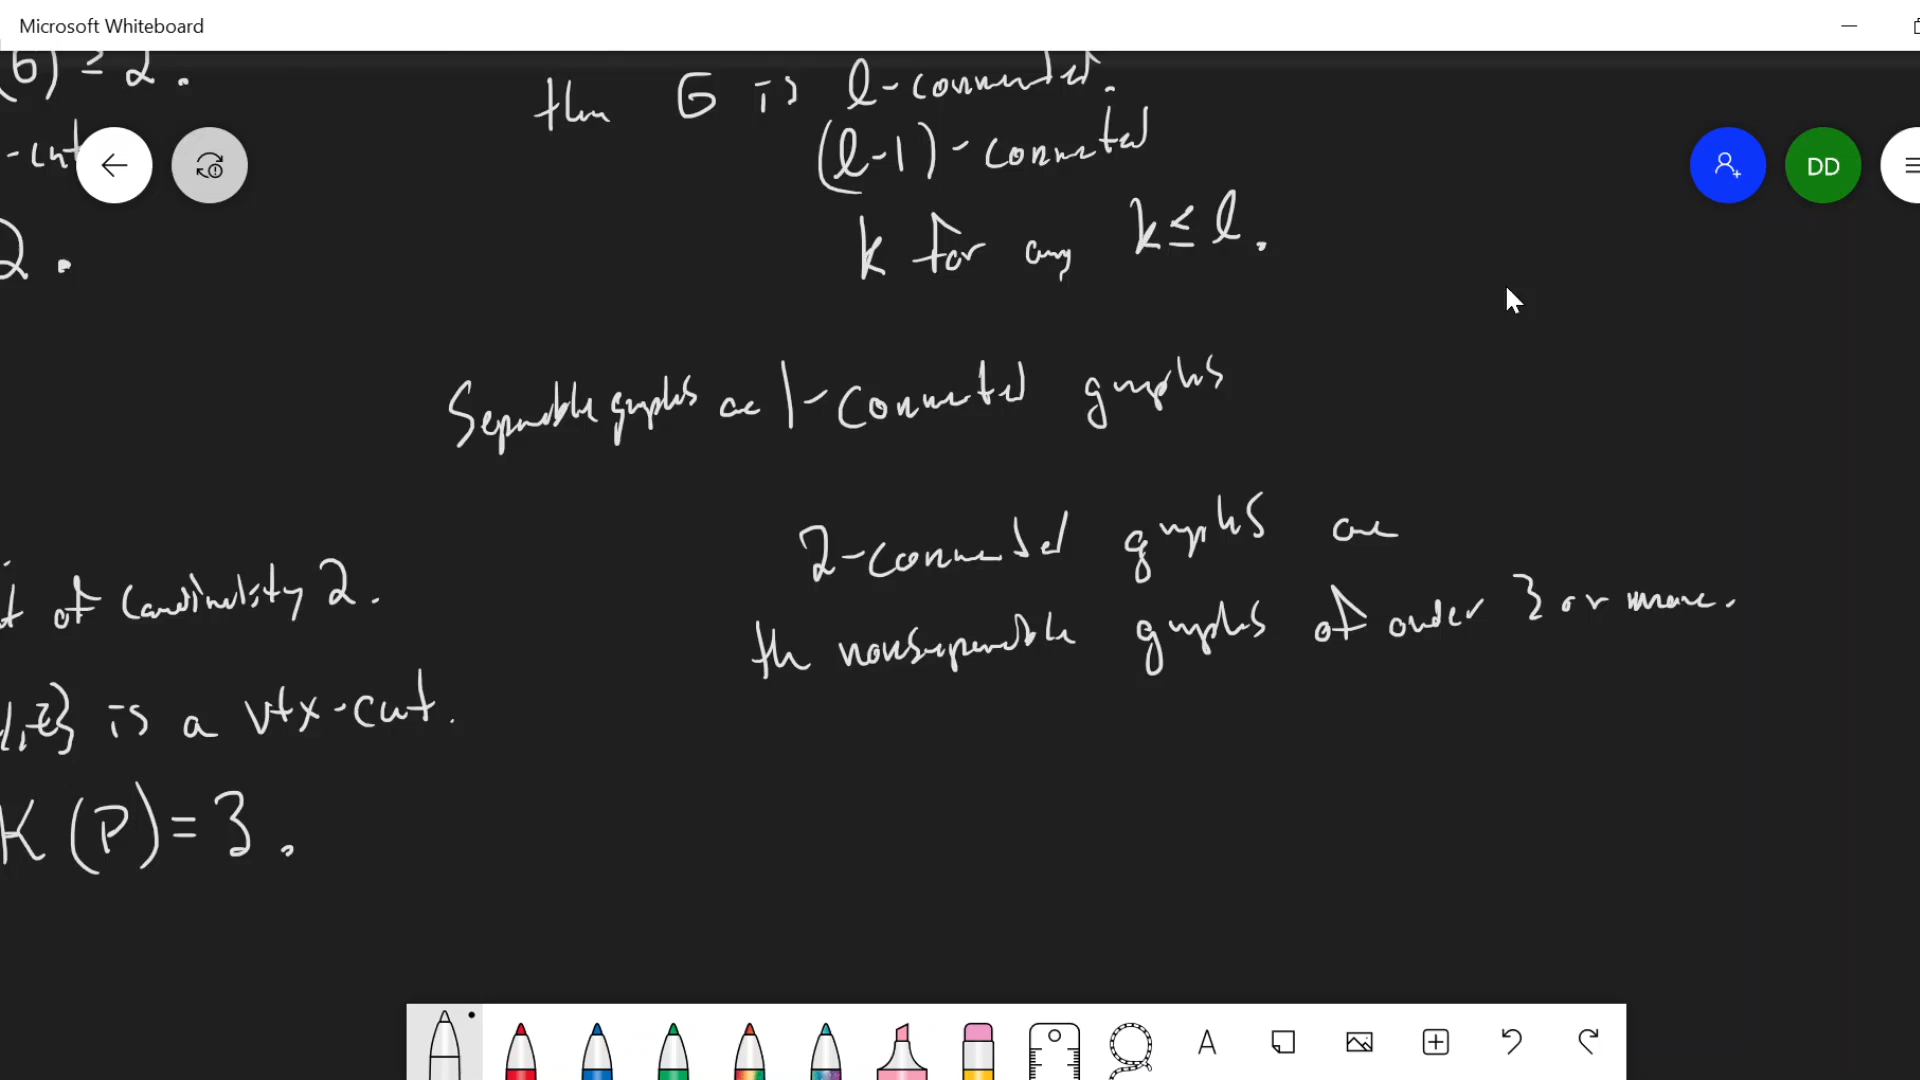 Microsoft Whiteboard
(G) = 2.
then G is l-connected.
-cut
(l-1)-connected
DD
2.
k for any k ≤ l.
Separable graphs are 1-connected graphs
2-connected graphs are
of cardinality 2.
the nonseparable graphs of order 3 or more.
,z} is a vtx-cut.
K(P) = 3.
A